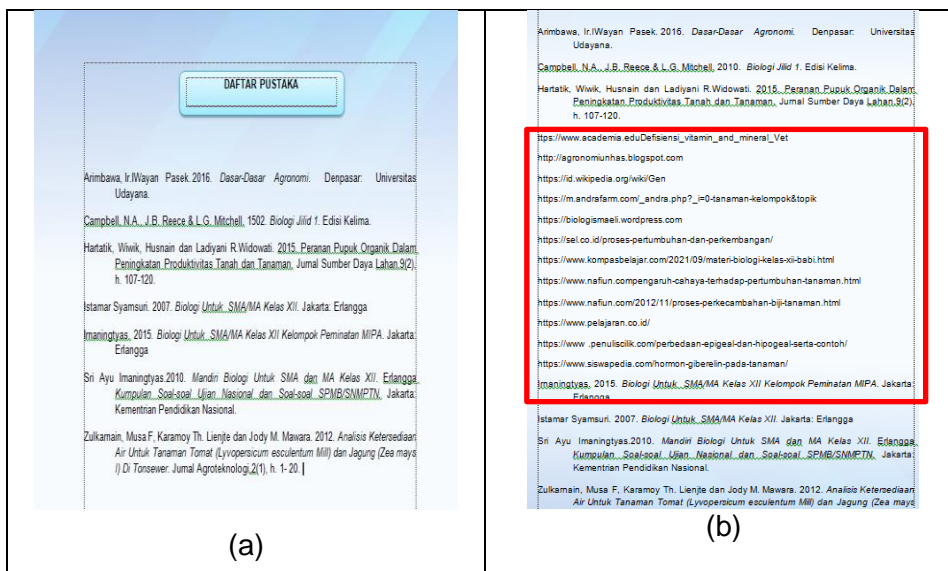 DAFTAR PUSTAKA
Arimbawa, Ir.IWayan Pasek. 2016. Dasar-Dasar Agronomi. Denpasar: Universitas
Udayana.
Campbell, N.A., J.B. Reece & L.G. Mitchell, 1502. Biologi Jilid 1. Edisi Kelima.
Hartatik, Wiwik, Husnain dan Ladiyani R.Widowati. 2015. Peranan Pupuk Organik Dalam
Peningkatan Produktivitas Tanah dan Tanaman. Jurnal Sumber Daya Lahan.9(2),
h. 107-120.
Istamar Syamsuri. 2007. Biologi Untuk SMA/MA Kelas XII. Jakarta: Erlangga
Imaningtyas, 2015. Biologi Untuk SMA/MA Kelas XII Kelompok Peminatan MIPA. Jakarta:
Erlangga
Sri Ayu Imaningtyas.2010. Mandiri Biologi Untuk SMA dan MA Kelas XII. Erlangga.
Kumpulan Soal-soal Ujian Nasional dan Soal-soal SPMB/SNMPTN. Jakarta:
Kementrian Pendidikan Nasional.
Zulkarnain, Musa F, Karamoy Th. Lienjte dan Jody M. Mawara. 2012. Analisis Ketersediaan
Air Untuk Tanaman Tomat (Lyvopersicum esculentum Mill) dan Jagung (Zea mays
l) Di Tonsewer. Jurnal Agroteknologi,2(1), h. 1- 20.
(a)
Arimbawa, Ir.IWayan Pasek. 2016. Dasar-Dasar Agronomi. Denpasar: Universitas
Udayana.
Campbell, N.A., J.B. Reece & L.G. Mitchell, 2010. Biologi Jilid 1. Edisi Kelima.
Hartatik, Wiwik, Husnain dan Ladiyani R.Widowati. 2015. Peranan Pupuk Organik Dalam
Peningkatan Produktivitas Tanah dan Tanaman. Jurnal Sumber Daya Lahan.9(2),
h. 107-120.
ttps://www.academia.eduDefisiensi_vitamin_and_mineral_Vet
http://agronomiunhas.blogspot.com
https://id.wikipedia.org/wiki/Gen
https://m.andrafarm.com/_andra.php?_i=0-tanaman-kelompok&topik
https://biologismaeli.wordpress.com
https://sel.co.id/proses-pertumbuhan-dan-perkembangan/
https://www.kompasbelajar.com/2021/09/materi-biologi-kelas-xii-babi.html
https://www.nafiun.compengaruh-cahaya-terhadap-pertumbuhan-tanaman.html
https://www.nafiun.com/2012/11/proses-perkecambahan-biji-tanaman.html
https://www.pelajaran.co.id/
https://www .penuliscilik.com/perbedaan-epigeal-dan-hipogeal-serta-contoh/
https://www.siswapedia.com/hormon-giberelin-pada-tanaman/
Imaningtyas, 2015. Biologi Untuk SMA/MA Kelas XII Kelompok Peminatan MIPA. Jakarta:
Erlangga
Istamar Syamsuri. 2007. Biologi Untuk SMA/MA Kelas XII. Jakarta: Erlangga
Sri Ayu Imaningtyas.2010. Mandiri Biologi Untuk SMA dan MA Kelas XII. Erlangga.
Kumpulan Soal-soal Ujian Nasional dan Soal-soal SPMB/SNMPTN. Jakarta:
Kementrian Pendidikan Nasional.
Zulkarnain, Musa F, Karamoy Th. Lienjte dan Jody M. Mawara. 2012. Analisis Ketersediaan
Air Untuk Tanaman Tomat (Lyvopersicum esculentum Mill) dan Jagung (Zea mays
(b)